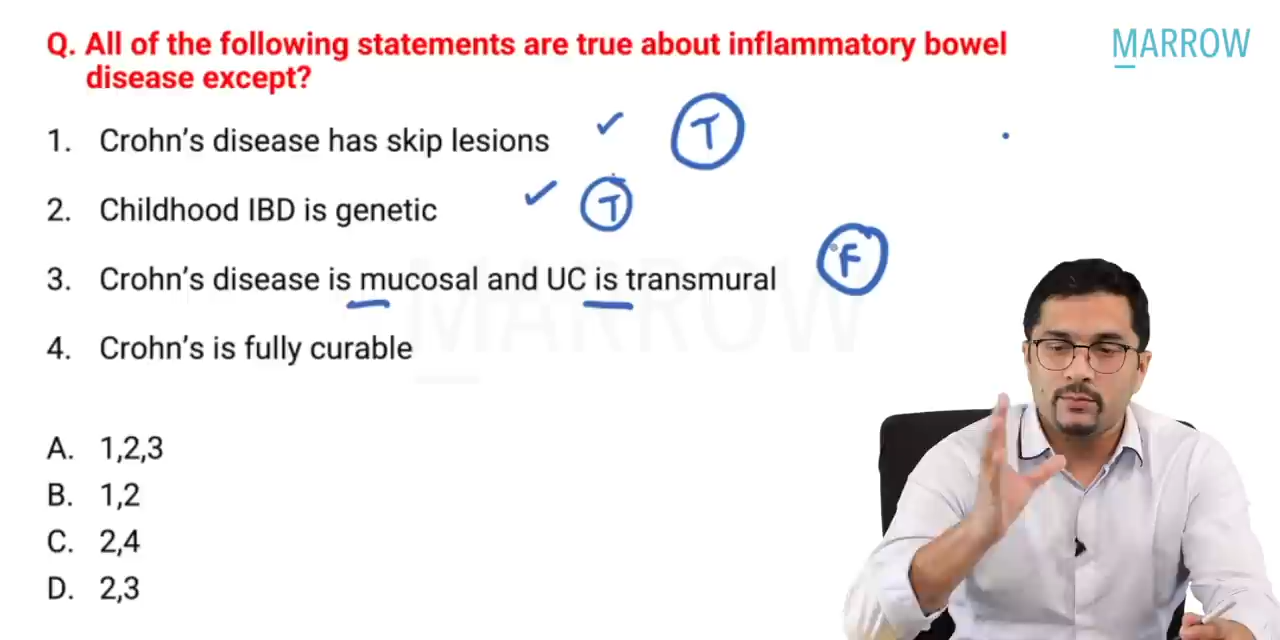 Q. All of the following statements are true about inflammatory bowel
disease except?
MARROW
1. Crohn's disease has skip lesions T
2. Childhood IBD is genetic T
3. Crohn's disease is mucosal and UC is transmural F
MARROW
4. Crohn's is fully curable
A. 1,2,3
B. 1,2
C. 2,4
D. 2,3